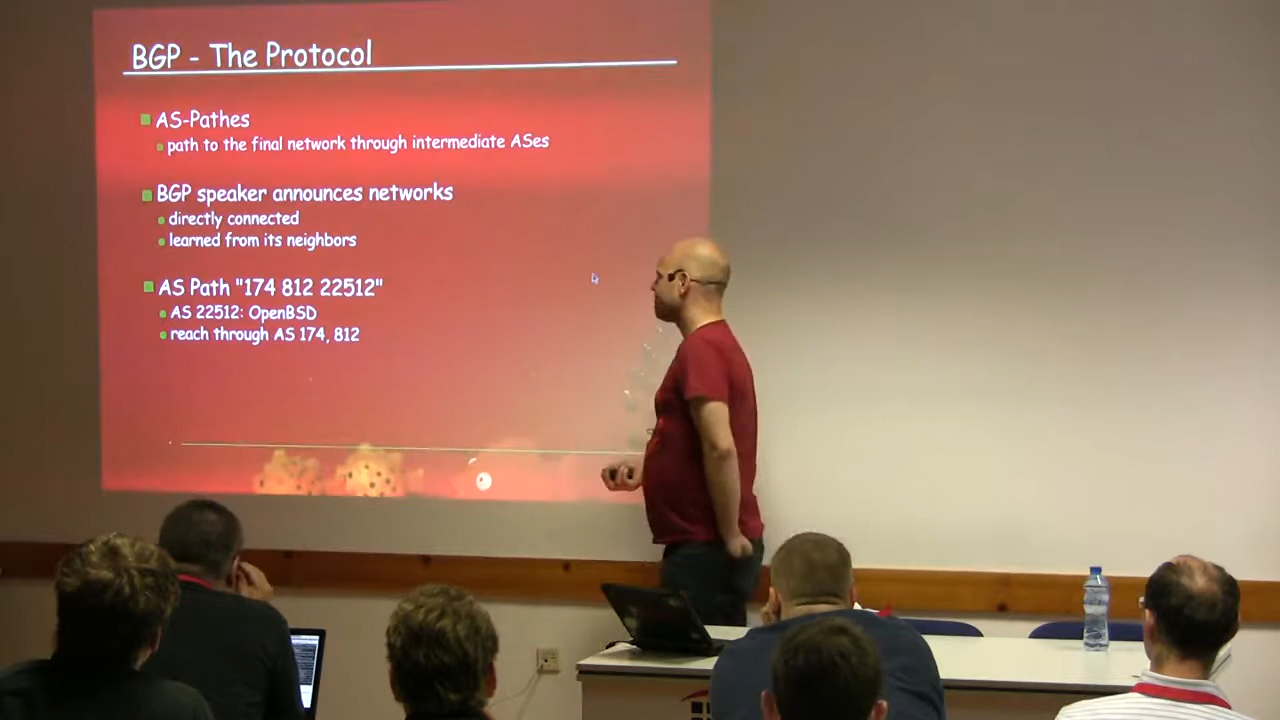 BGP - The Protocol
AS-Pathes
path to the final network through intermediate ASes
BGP speaker announces networks
directly connected
learned from its neighbors
AS Path "174 812 22512"
AS 22512: OpenBSD
reach through AS 174, 812